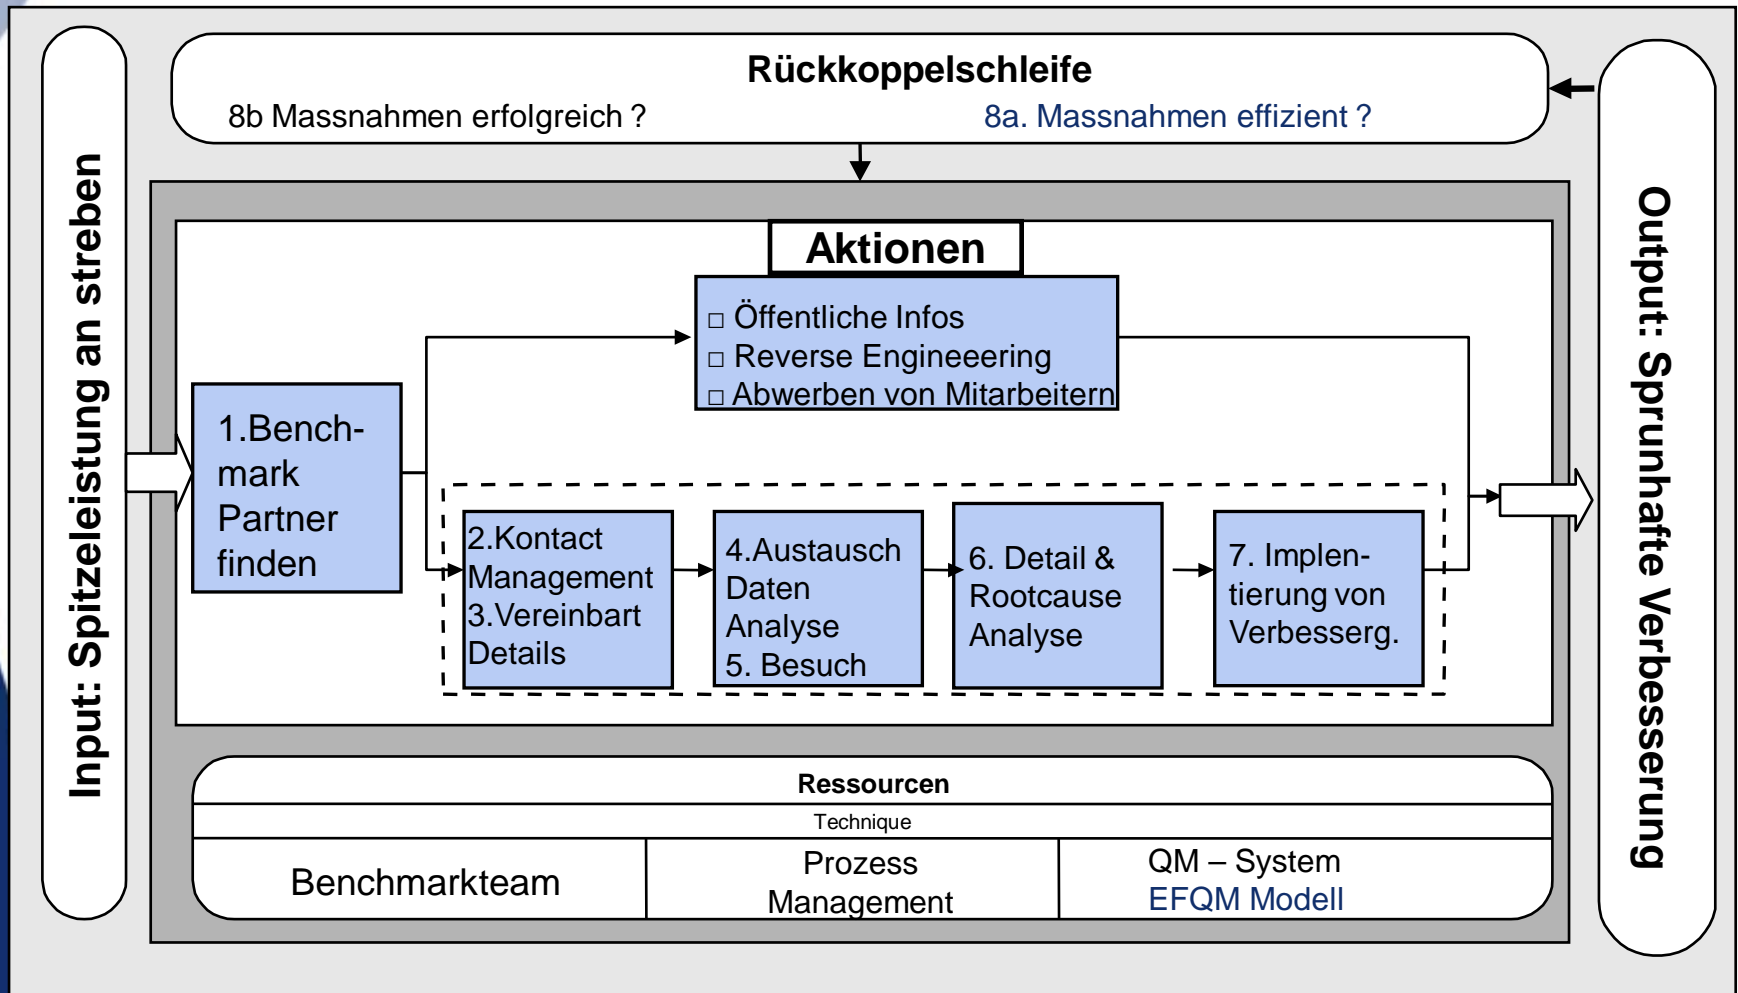 Input: Spitzeleistung an streben
Rückkoppelschleife
8b Massnahmen erfolgreich ?
8a. Massnahmen effizient ?
Aktionen
□ Öffentliche Infos
□ Reverse Engineeering
□ Abwerben von Mitarbeitern
1.Bench-
mark
Partner
finden
2.Kontact
Management
3.Vereinbart
Details
4.Austausch
Daten
Analyse
5. Besuch
6. Detail &
Rootcause
Analyse
7. Implen-
tierung von
Verbesserg.
Output: Sprunhafte Verbesserung
Ressourcen
Technique
Benchmarkteam
Prozess
Management
QM – System
EFQM Modell